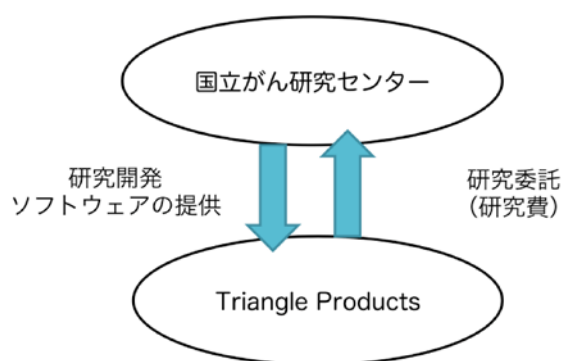 国立がん研究センター
研究開発
ソフトウェアの提供
研究委託
（研究費）
Triangle Products